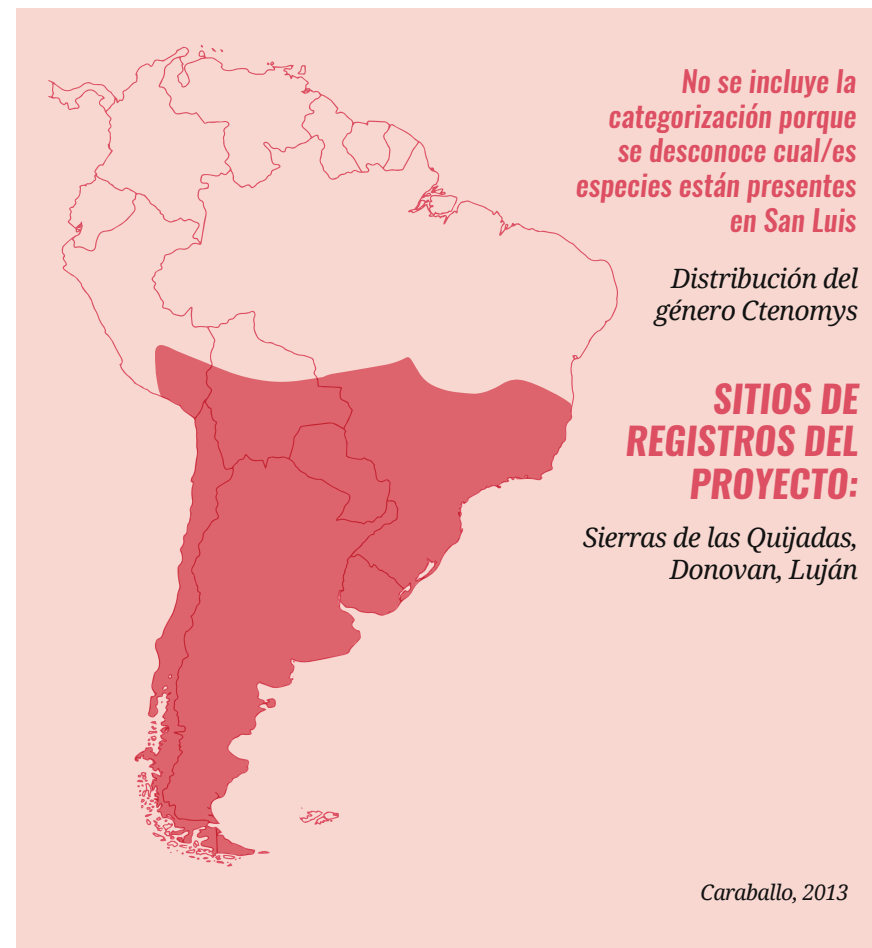 No se incluye la
categorización porque
se desconoce cual/es
especies están presentes
en San Luis
Distribución del
género Ctenomys
SITIOS DE
REGISTROS DEL
PROYECTO:
Sierras de las Quijadas,
Donovan, Luján
Caraballo, 2013